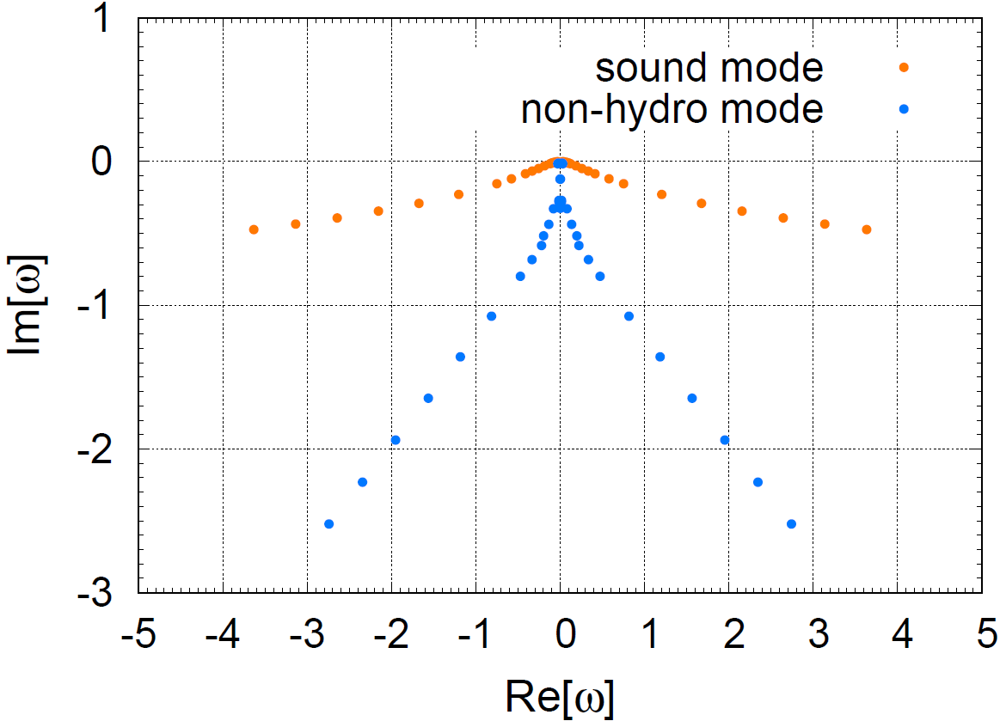 1
0
-1
-2
-3
Im[ω]
sound mode
non-hydro mode
-5 -4 -3 -2 -1 0 1 2 3 4 5
Re[ω]